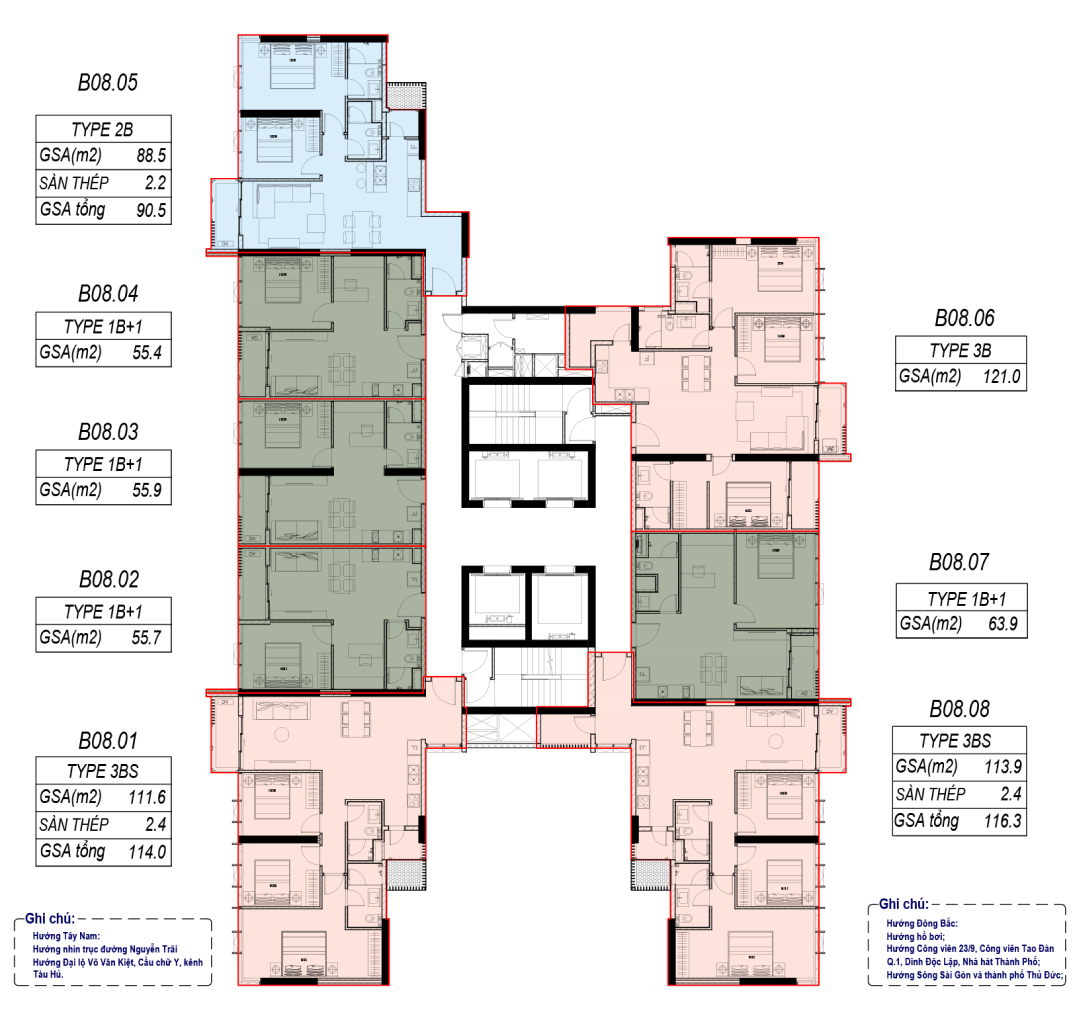 B08.05
TYPE 2B
GSA(m2) 88.5
SÀN THÉP 2.2
GSA tổng 90.5
B08.04
TYPE 1B+1
GSA(m2) 55.4
B08.03
TYPE 1B+1
GSA(m2) 55.9
B08.02
TYPE 1B+1
GSA(m2) 55.7
B08.01
TYPE 3BS
GSA(m2) 111.6
SÀN THÉP 2.4
GSA tổng 114.0
B08.06
TYPE 3B
GSA(m2) 121.0
B08.07
TYPE 1B+1
GSA(m2) 63.9
B08.08
TYPE 3BS
GSA(m2) 113.9
SÀN THÉP 2.4
GSA tổng 116.3
Ghi chú:
Hướng Tây Nam:
Hướng nhìn trục đường Nguyễn Trãi
Hướng Đại lộ Võ Văn Kiệt, Cầu chữ Y, kênh
Tàu Hủ.
Ghi chú:
Hướng Đông Bắc:
Hướng hồ bơi;
Hướng Công viên 23/9, Công viên Tao Đàn
Q.1, Dinh Độc Lập, Nhà hát Thành Phố;
Hướng Sông Sài Gòn và thành phố Thủ Đức;